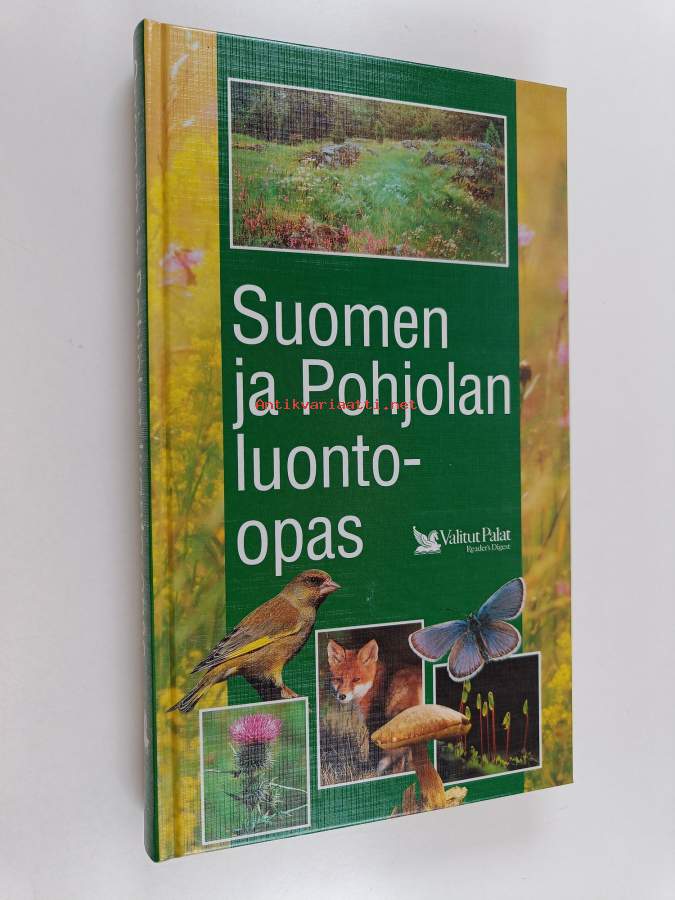 Suomen
ja Pohjolan
Antikvariaatti.net
luonto-
opas
Valitut Palat
Reader's Digest